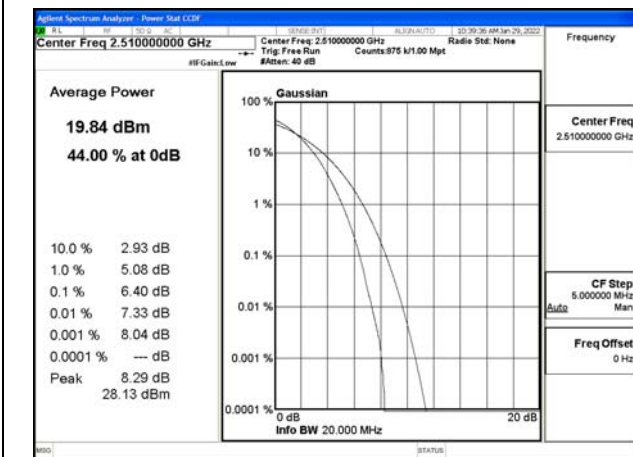 Agilent Spectrum Analyzer - Power Stat CCDF
RL RF 50 Ω AC SENSE:INT ALIGN AUTO 10:39:36 AM Jan 29, 2022
Center Freq 2.510000000 GHz
Center Freq: 2.510000000 GHz Radio Std: None
Trig: Free Run Counts:875 k/1.00 Mpt
#IFGain:Low #Atten: 40 dB
Frequency
Average Power
19.84 dBm
44.00 % at 0dB
10.0 % 2.93 dB
1.0 % 5.08 dB
0.1 % 6.40 dB
0.01 % 7.33 dB
0.001 % 8.04 dB
0.0001 % --- dB
Peak 8.29 dB
28.13 dBm
Gaussian
100 %
10 %
1 %
0.1 %
0.01 %
0.001 %
0.0001 %
0 dB 20 dB
Info BW 20.000 MHz
Center Freq
2.510000000 GHz
CF Step
5.000000 MHz
Auto Man
Freq Offset
0 Hz
MSG STATUS